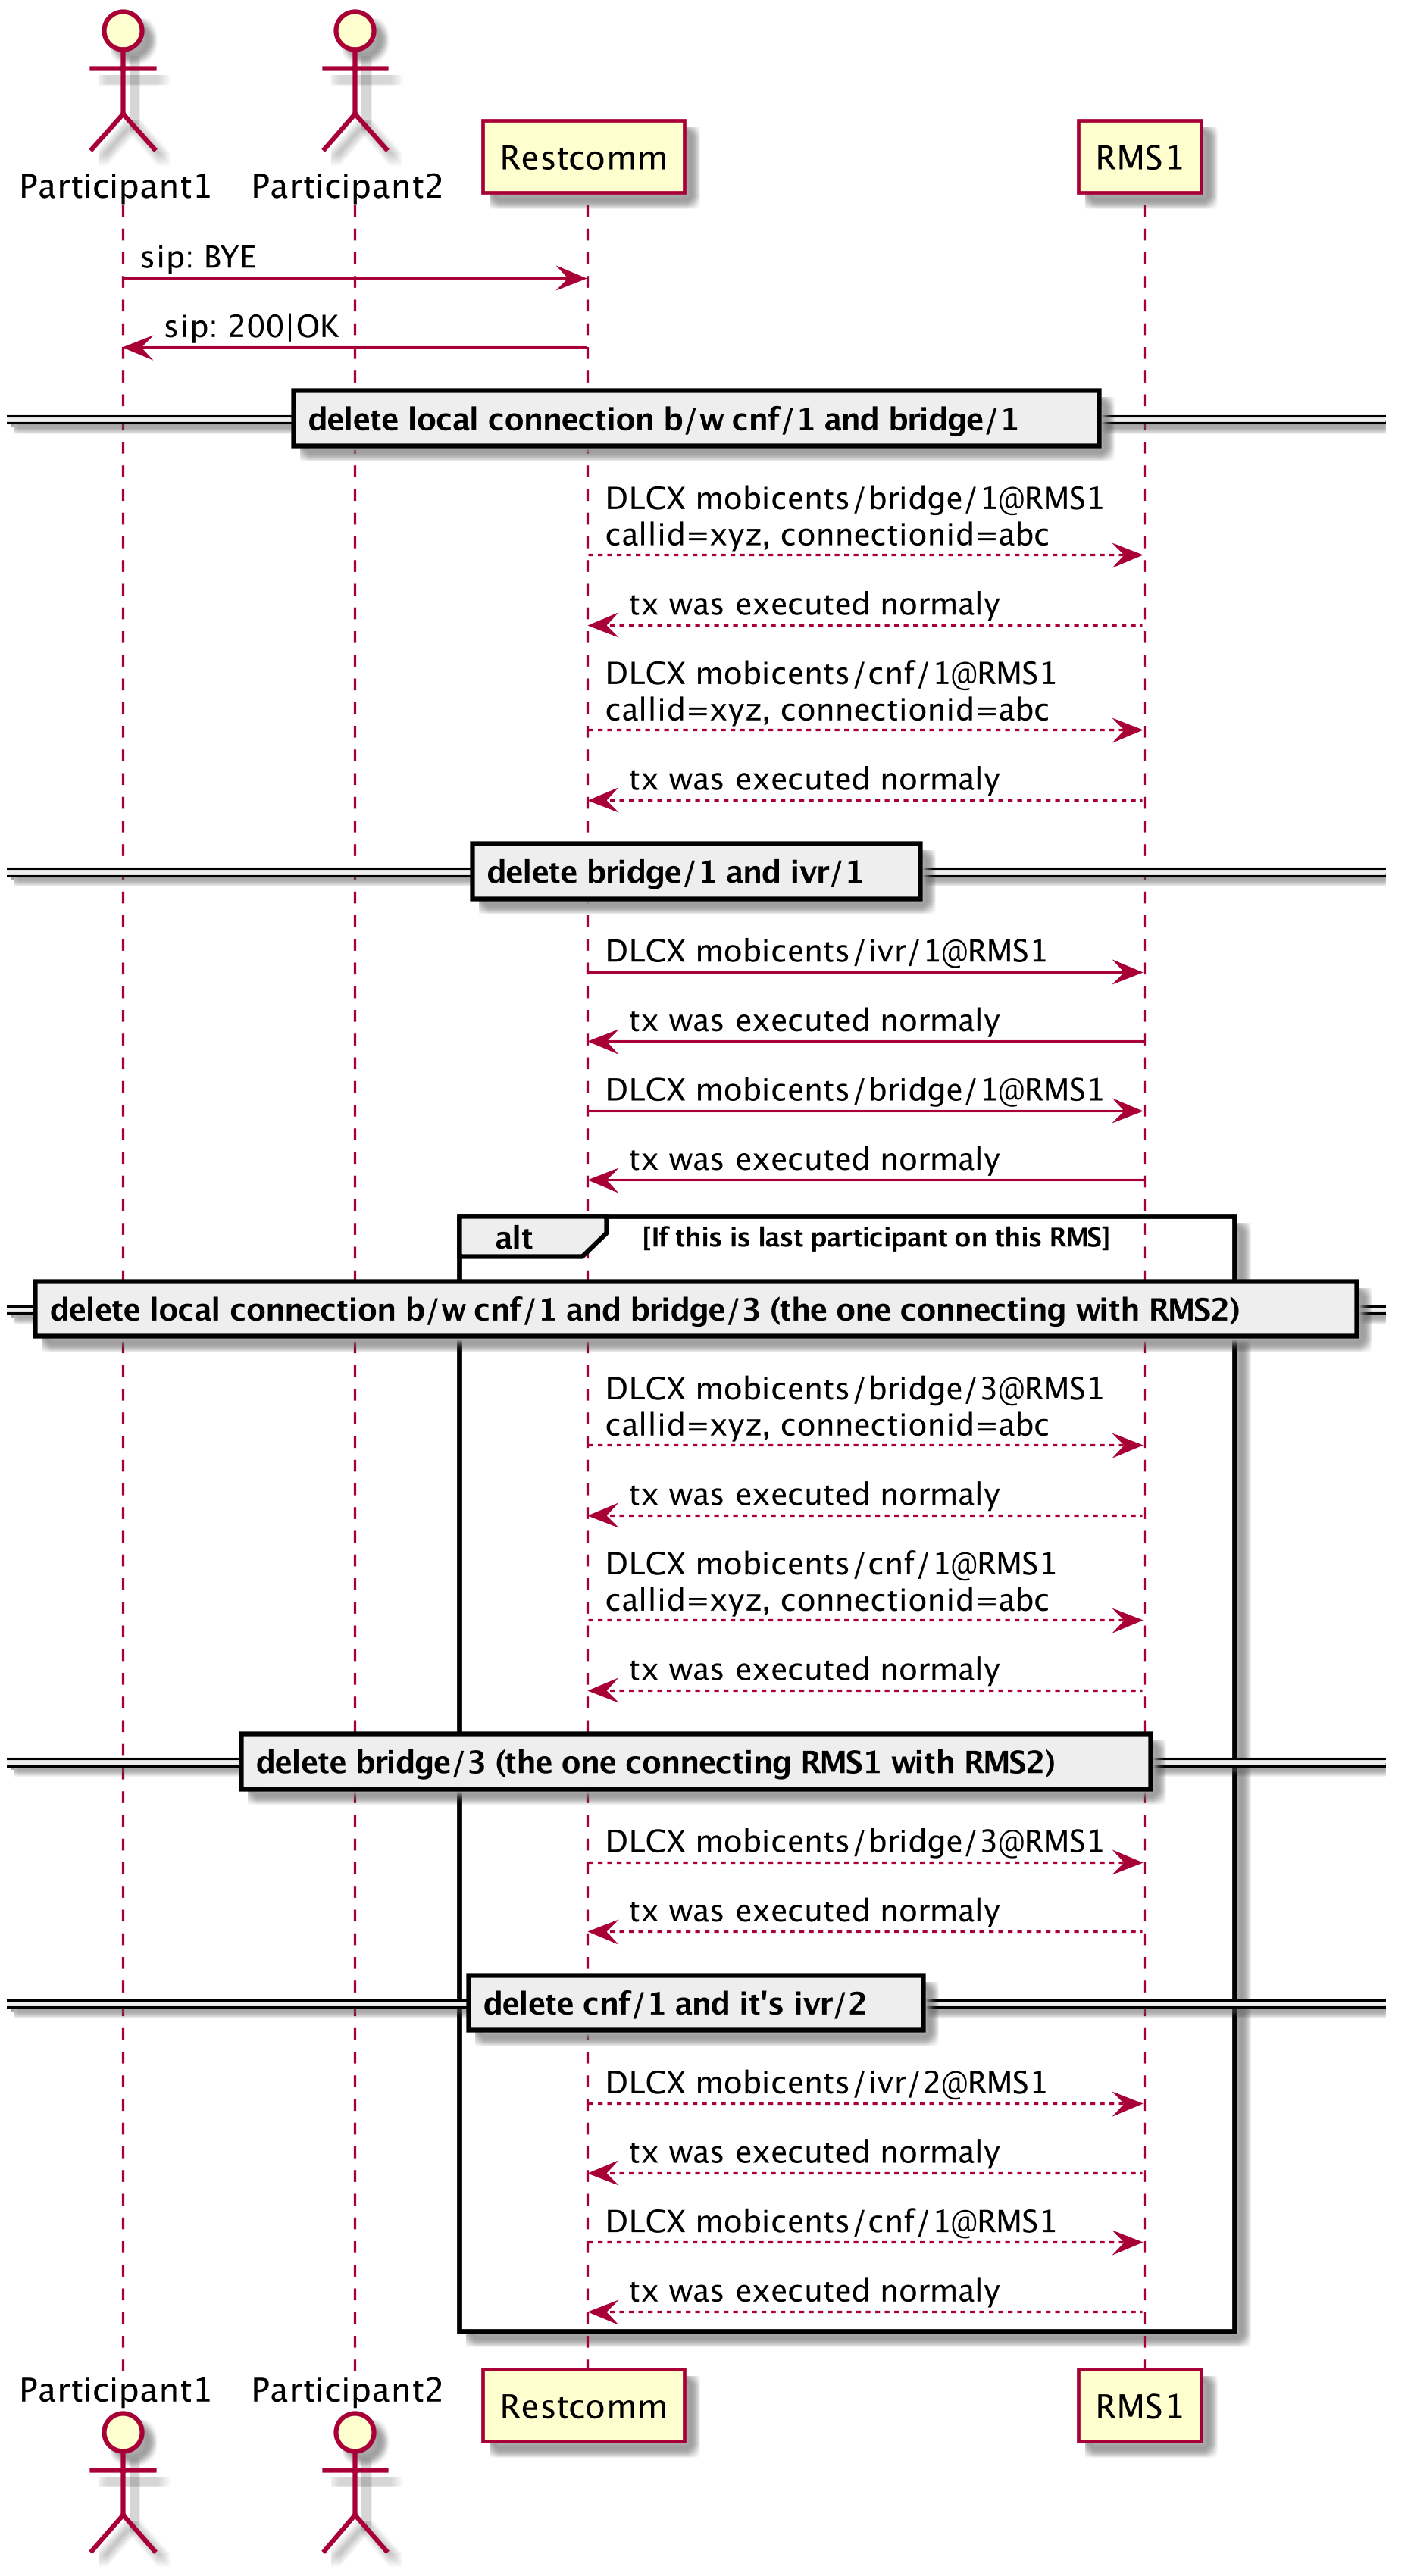 Participant1
Participant2
Restcomm
RMS1
sip: BYE
sip: 200|OK
delete local connection b/w cnf/1 and bridge/1
DLCX mobicents/bridge/1@RMS1
callid=xyz, connectionid=abc
tx was executed normaly
DLCX mobicents/cnf/1@RMS1
callid=xyz, connectionid=abc
tx was executed normaly
delete bridge/1 and ivr/1
DLCX mobicents/ivr/1@RMS1
tx was executed normaly
DLCX mobicents/bridge/1@RMS1
tx was executed normaly
alt
[If this is last participant on this RMS]
delete local connection b/w cnf/1 and bridge/3 (the one connecting with RMS2)
DLCX mobicents/bridge/3@RMS1
callid=xyz, connectionid=abc
tx was executed normaly
DLCX mobicents/cnf/1@RMS1
callid=xyz, connectionid=abc
tx was executed normaly
delete bridge/3 (the one connecting RMS1 with RMS2)
DLCX mobicents/bridge/3@RMS1
tx was executed normaly
delete cnf/1 and it's ivr/2
DLCX mobicents/ivr/2@RMS1
tx was executed normaly
DLCX mobicents/cnf/1@RMS1
tx was executed normaly
Participant1
Participant2
Restcomm
RMS1